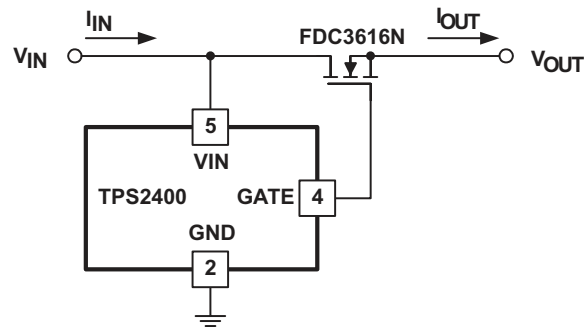 IIN
IOUT
FDC3616N
VIN
VOUT
5
VIN
TPS2400
GATE
4
GND
2